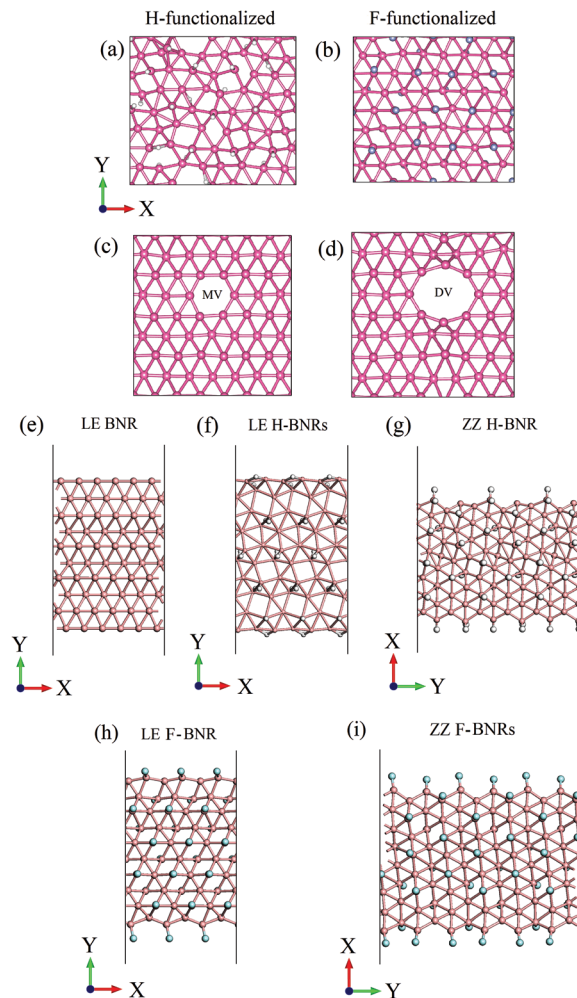 H-functionalized F-functionalized
(a) (b)
Y
X
(c) (d)
MV DV
(e) LE BNR (f) LE H-BNRs (g) ZZ H-BNR
Y Y X
X X Y
(h) LE F-BNR (i) ZZ F-BNRs
Y X
X Y